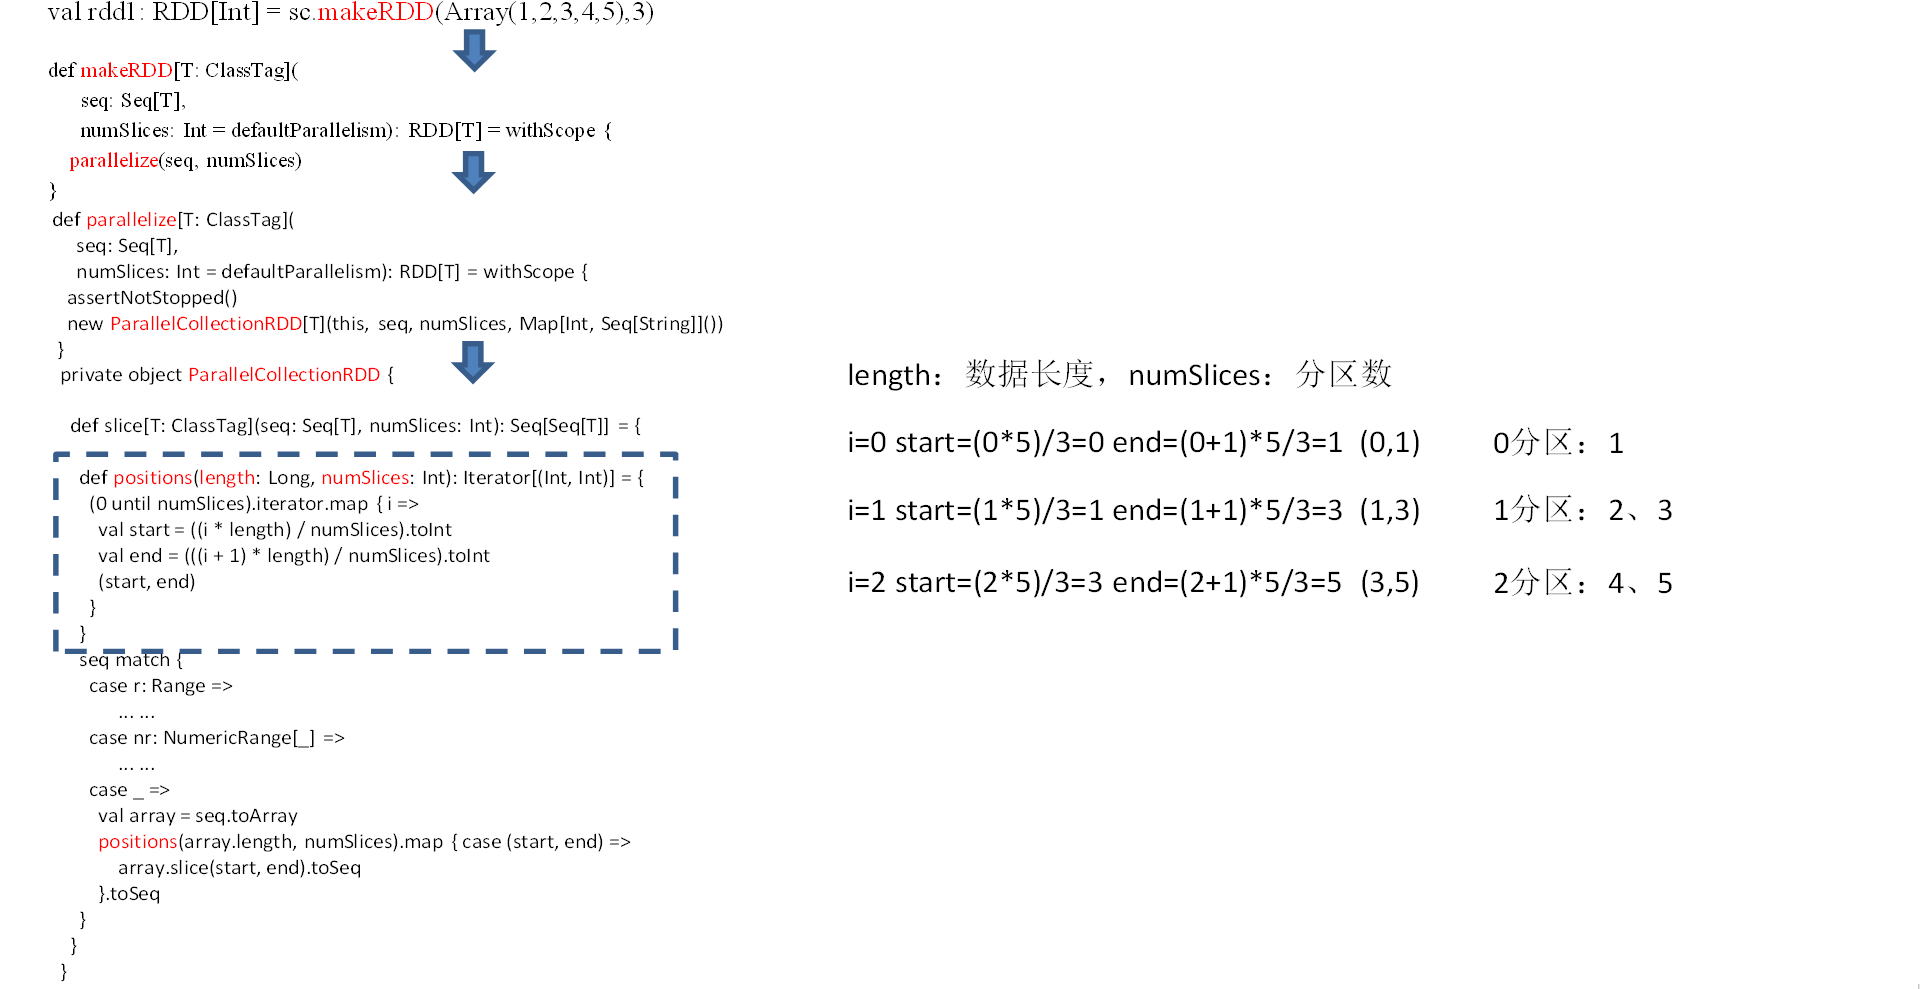 val rdd1: RDD[Int] = sc.makeRDD(Array(1,2,3,4,5),3)
def makeRDD[T: ClassTag](
seq: Seq[T],
numSlices: Int = defaultParallelism): RDD[T] = withScope {
parallelize(seq, numSlices)
}
def parallelize[T: ClassTag](
seq: Seq[T],
numSlices: Int = defaultParallelism): RDD[T] = withScope {
assertNotStopped()
new ParallelCollectionRDD[T](this, seq, numSlices, Map[Int, Seq[String]]())
}
private object ParallelCollectionRDD {
def slice[T: ClassTag](seq: Seq[T], numSlices: Int): Seq[Seq[T]] = {
def positions(length: Long, numSlices: Int): Iterator[(Int, Int)] = {
(0 until numSlices).iterator.map { i =>
val start = ((i * length) / numSlices).toInt
val end = (((i + 1) * length) / numSlices).toInt
(start, end)
}
}
seq match {
case r: Range =>
... ...
case nr: NumericRange[_] =>
... ...
case _ =>
val array = seq.toArray
positions(array.length, numSlices).map { case (start, end) =>
array.slice(start, end).toSeq
}.toSeq
}
}
}
length：数据长度，numSlices：分区数
i=0 start=(0*5)/3=0 end=(0+1)*5/3=1 (0,1) 0分区：1
i=1 start=(1*5)/3=1 end=(1+1)*5/3=3 (1,3) 1分区：2、3
i=2 start=(2*5)/3=3 end=(2+1)*5/3=5 (3,5) 2分区：4、5